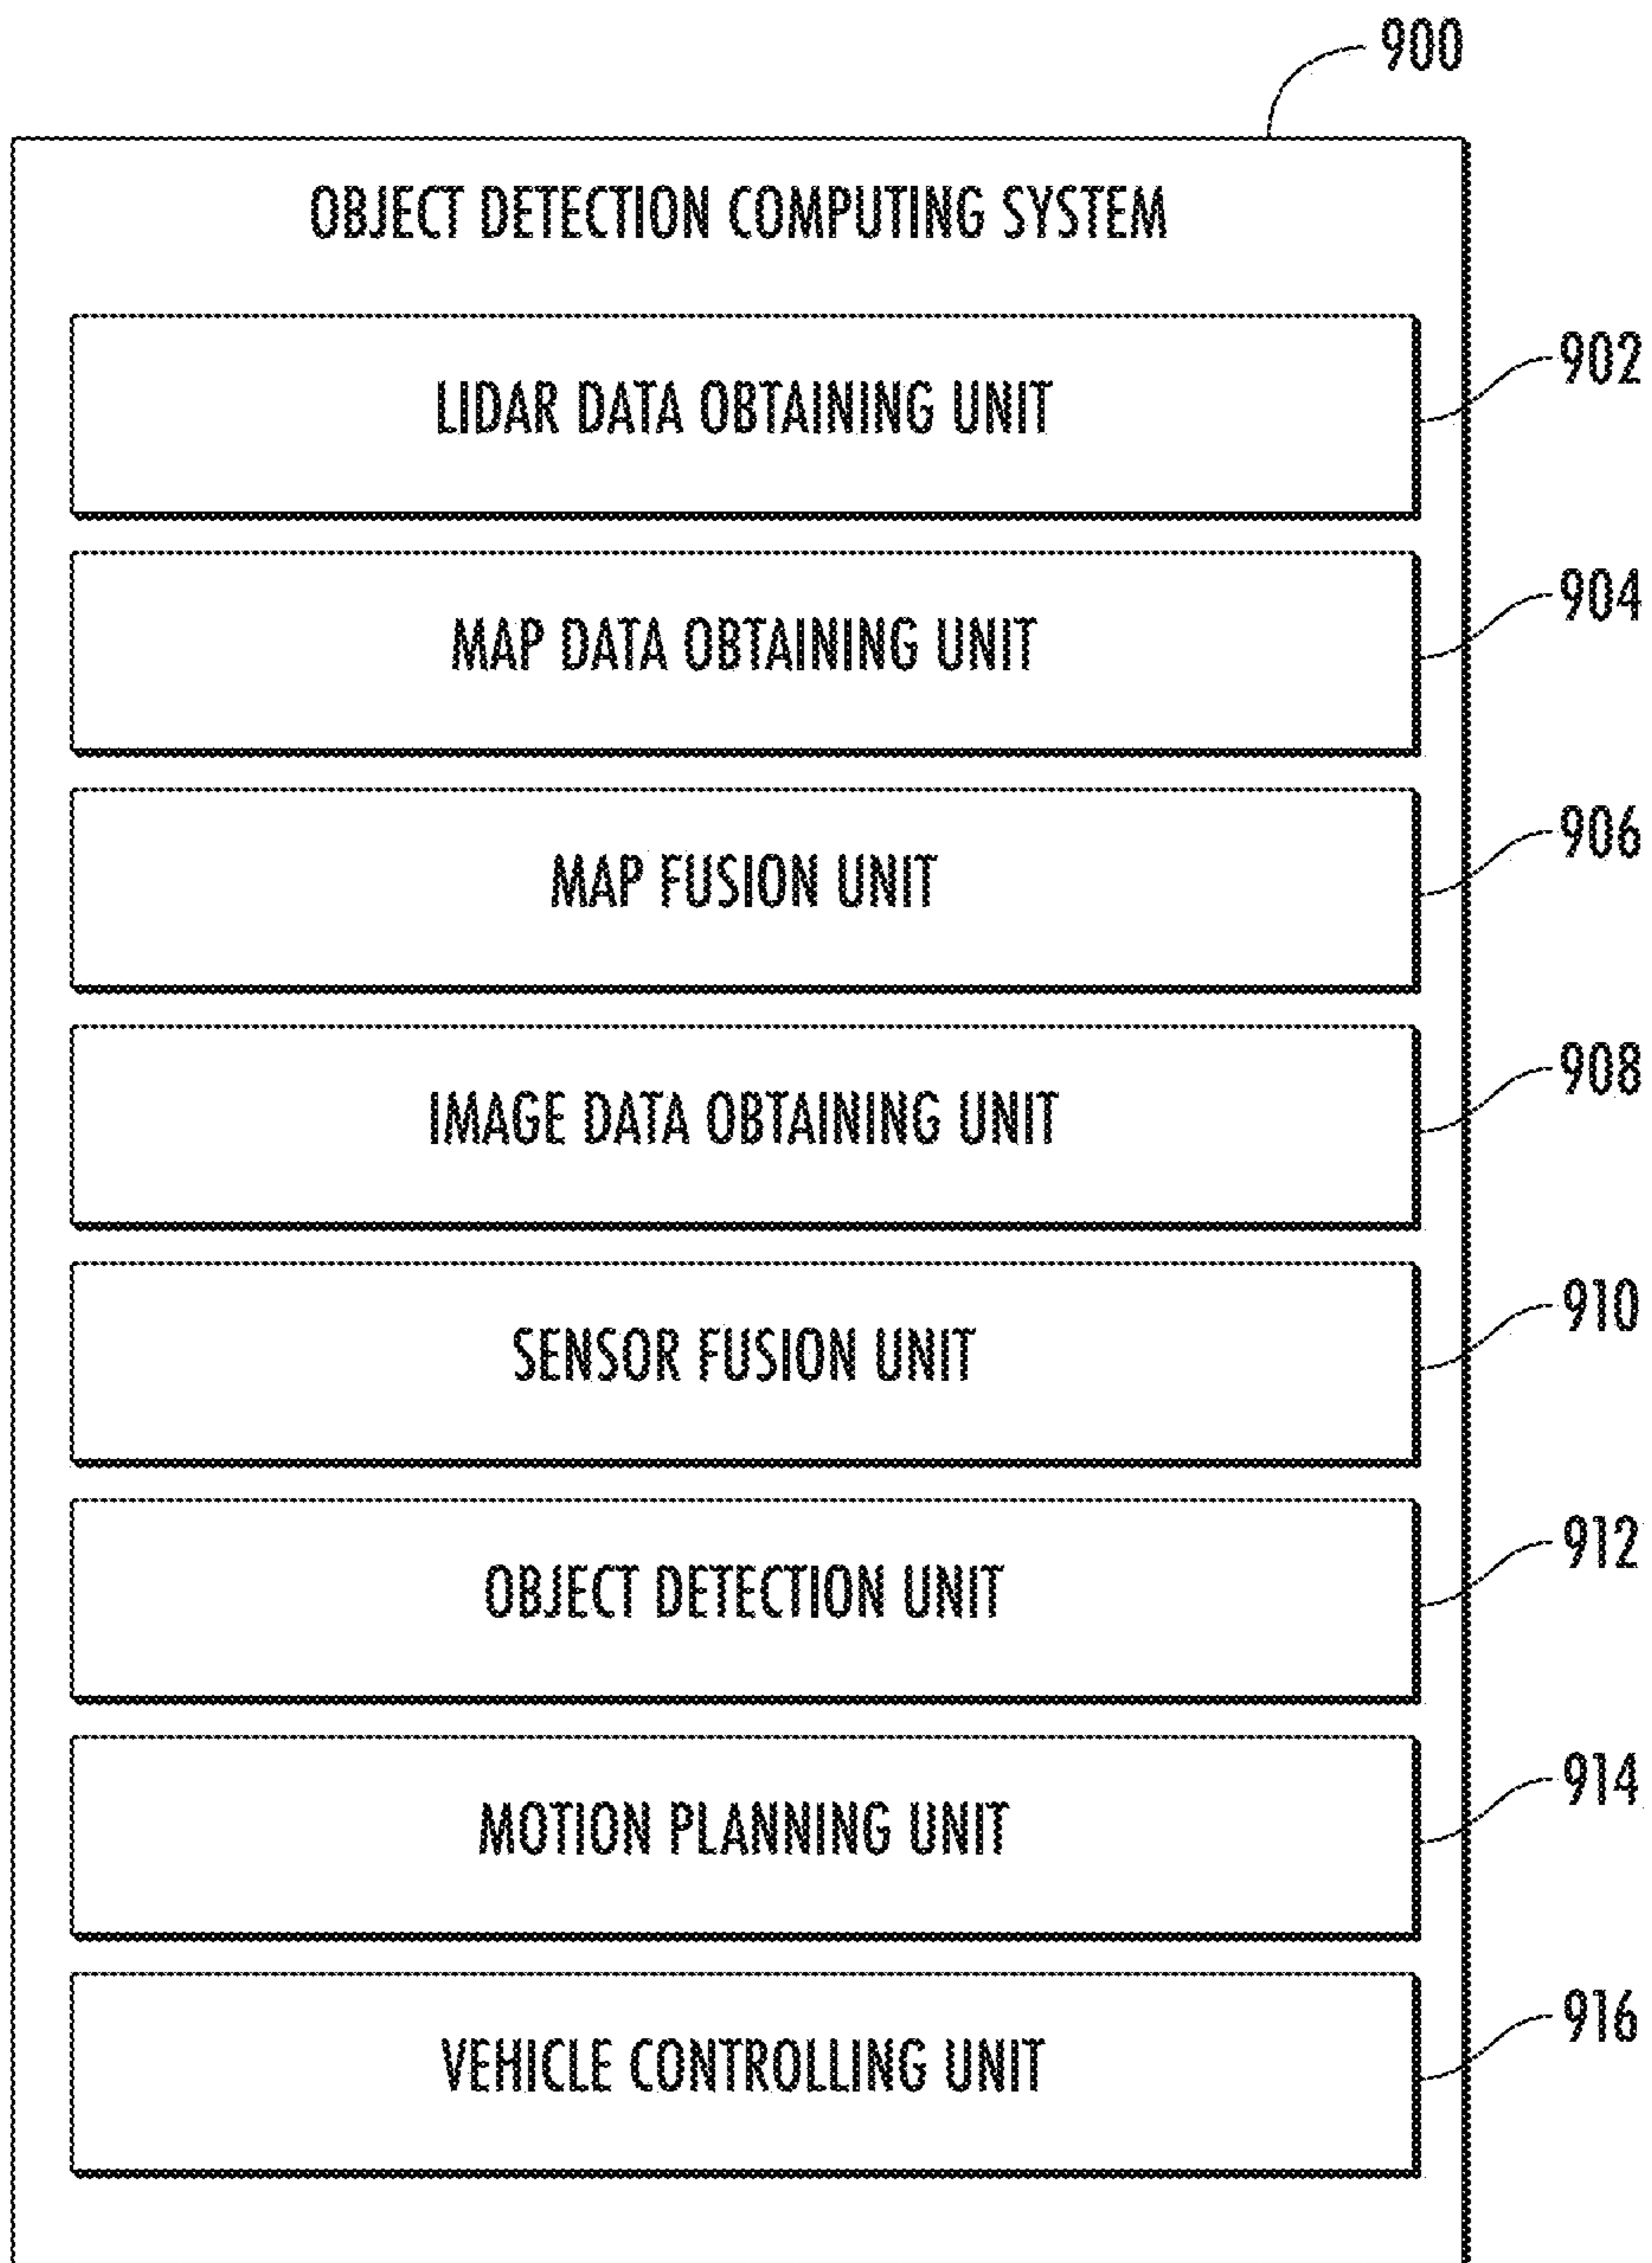 900
OBJECT DETECTION COMPUTING SYSTEM
LIDAR DATA OBTAINING UNIT
902
MAP DATA OBTAINING UNIT
904
MAP FUSION UNIT
906
IMAGE DATA OBTAINING UNIT
908
SENSOR FUSION UNIT
910
OBJECT DETECTION UNIT
912
MOTION PLANNING UNIT
914
VEHICLE CONTROLLING UNIT
916